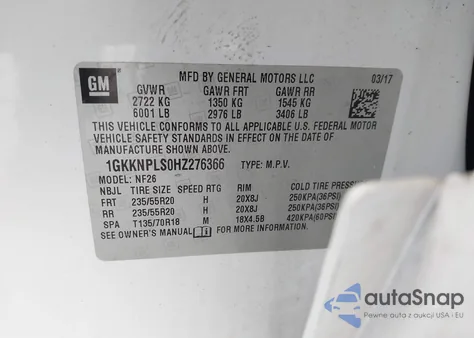 GM
MFD BY GENERAL MOTORS LLC 03/17
GVWR GAWR FRT GAWR RR
2722 KG 1350 KG 1545 KG
6001 LB 2976 LB 3406 LB
THIS VEHICLE CONFORMS TO ALL APPLICABLE U.S. FEDERAL MOTOR
VEHICLE SAFETY, BUMPER, AND THEFT PREVENTION STANDARDS
IN EFFECT ON THE DATE OF MANUFACTURE SHOWN ABOVE.
1GKKNPLS0HZ276366 TYPE: M.P.V.
MODEL: NF26
NBJL TIRE SIZE SPEED RTG RIM COLD TIRE
FRT 235/55R20 H 20X8J 250KPA(36PSI)
RR 235/55R20 H 20X8J 250KPA(36PSI)
SPA T135/70R18 M 18X4.5B 420KPA(60PSI)
SEE OWNER'S MANUAL FOR MORE INFORMATION.
autoSnap
Pewne auta z USA i EU